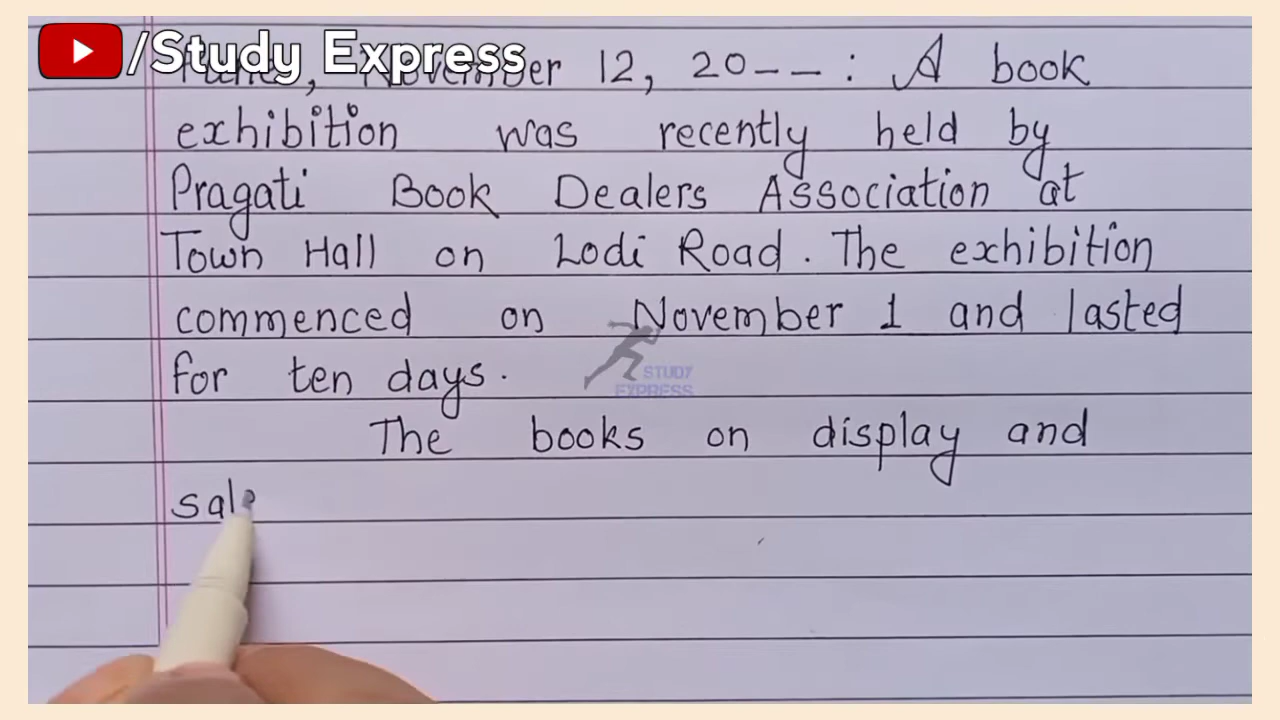 /Study Express
November 12, 20-- : A book
exhibition was recently held by
Pragati Book Dealers Association at
Town Hall on Lodi Road. The exhibition
commenced on November 1 and lasted
for ten days.
STUDY
EXPRESS
The books on display and
sale